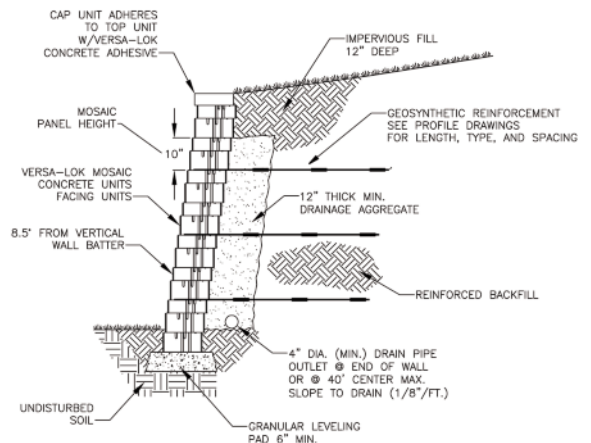 CAP UNIT ADHERES
TO TOP UNIT
W/VERSA-LOK
CONCRETE ADHESIVE
IMPERVIOUS FILL
12" DEEP
MOSAIC
PANEL HEIGHT
10"
GEOSYNTHETIC REINFORCEMENT
SEE PROFILE DRAWINGS
FOR LENGTH, TYPE, AND SPACING
VERSA-LOK MOSAIC
CONCRETE UNITS
FACING UNITS
12" THICK MIN.
DRAINAGE AGGREGATE
8.5° FROM VERTICAL
WALL BATTER
REINFORCED BACKFILL
4" DIA. (MIN.) DRAIN PIPE
OUTLET @ END OF WALL
OR @ 40' CENTER MAX.
SLOPE TO DRAIN (1/8"/FT.)
UNDISTURBED
SOIL
GRANULAR LEVELING
PAD 6" MIN.